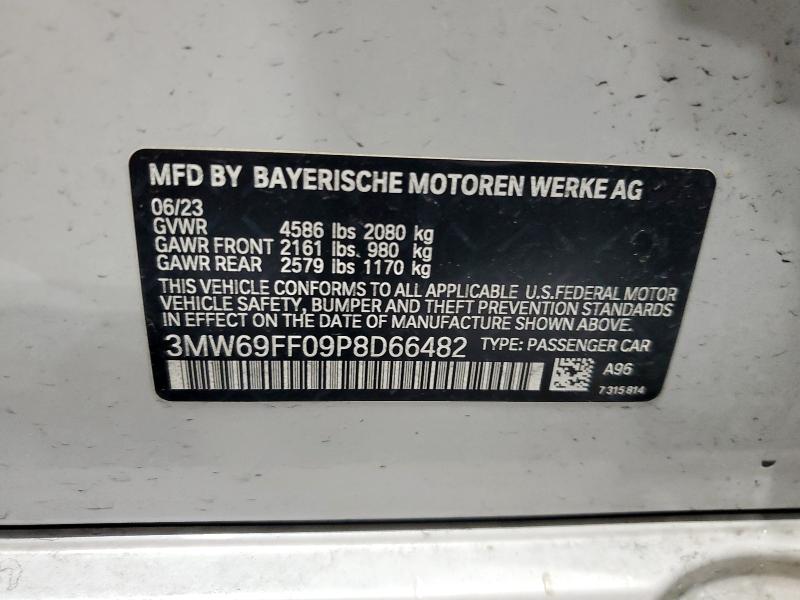 MFD BY BAYERISCHE MOTOREN WERKE AG
06/23
GVWR 4586 lbs 2080 kg
GAWR FRONT 2161 lbs. 980 kg
GAWR REAR 2579 lbs 1170 kg
THIS VEHICLE CONFORMS TO ALL APPLICABLE U.S.FEDERAL MOTOR
VEHICLE SAFETY, BUMPER AND THEFT PREVENTION STANDARDS
IN EFFECT ON THE DATE OF MANUFACTURE SHOWN ABOVE.
3MW69FF09P8D66482 TYPE: PASSENGER CAR
A96
7 315 814